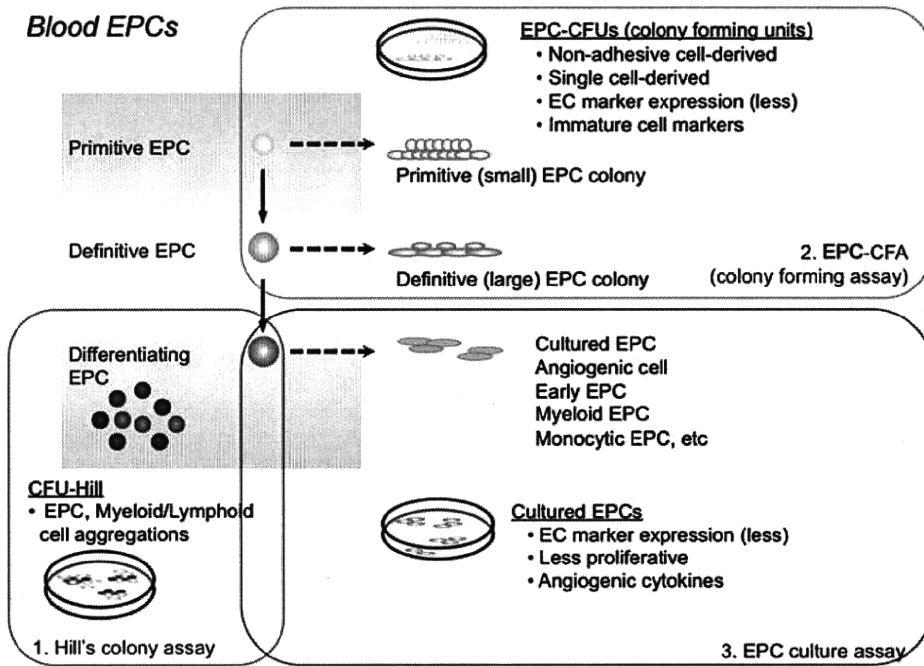 Blood EPCs
EPC-CFUs (colony forming units)
• Non-adhesive cell-derived
• Single cell-derived
• EC marker expression (less)
• Immature cell markers
Primitive EPC
Primitive (small) EPC colony
Definitive EPC
Definitive (large) EPC colony
2. EPC-CFA
(colony forming assay)
Differentiating
EPC
Cultured EPC
Angiogenic cell
Early EPC
Myeloid EPC
Monocytic EPC, etc
CFU-Hill
• EPC, Myeloid/Lymphoid
cell aggregations
1. Hill's colony assay
Cultured EPCs
• EC marker expression (less)
• Less proliferative
• Angiogenic cytokines
3. EPC culture assay